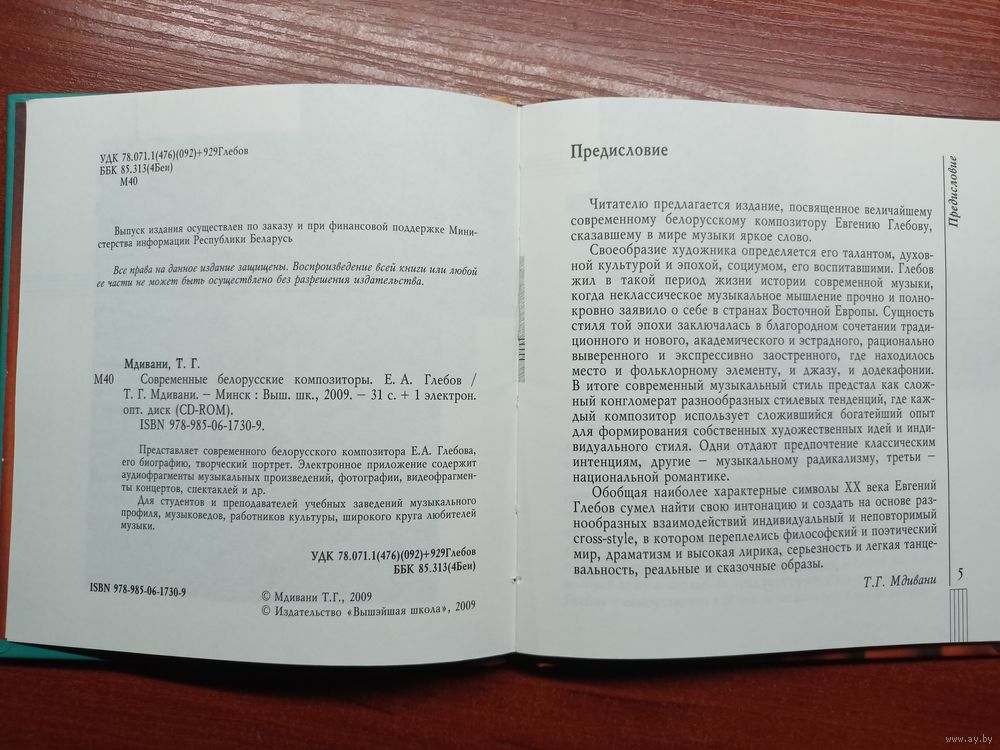 УДК 78.071.1(476)(092)+929Глебов
ББК 85.313(4Беи)
М40
Выпуск издания осуществлен по заказу и при финансовой поддержке Мини-
стерства информации Республики Беларусь
Все права на данное издание защищены. Воспроизведение всей книги или любой
ее части не может быть осуществлено без разрешения издательства.
Мдивани, Т. Г.
М40 Современные белорусские композиторы. Е. А. Глебов /
Т. Г. Мдивани. – Минск : Выш. шк., 2009. – 31 с. + 1 электрон.
опт. диск (CD-ROM).
ISBN 978-985-06-1730-9.
Представляет современного белорусского композитора Е.А. Глебова,
его биографию, творческий портрет. Электронное приложение содержит
аудиофрагменты музыкальных произведений, фотографии, видеофрагмен-
ты концертов, спектаклей и др.
Для студентов и преподавателей учебных заведений музыкального
профиля, музыковедов, работников культуры, широкого круга любителей
музыки.
УДК 78.071.1(476)(092)+929Глебов
ББК 85.313(4Беи)
ISBN 978-985-06-1730-9
© Мдивани Т.Г., 2009
© Издательство «Вышэйшая школа», 2009
Предисловие
Читателю предлагается издание, посвященное величайшему
современному белорусскому композитору Евгению Глебову,
сказавшему в мире музыки яркое слово.
Своеобразие художника определяется его талантом, духов-
ной культурой и эпохой, социумом, его воспитавшими. Глебов
жил в такой период жизни истории современной музыки,
когда неклассическое музыкальное мышление прочно и полно-
кровно заявило о себе в странах Восточной Европы. Сущность
стиля той эпохи заключалась в благородном сочетании тради-
ционного и нового, академического и эстрадного, рационально
выверенного и экспрессивно заостренного, где находилось
место и фольклорному элементу, и джазу, и додекафонии.
В итоге современный музыкальный стиль предстал как слож-
ный конгломерат разнообразных стилевых тенденций, где каж-
дый композитор использует сложившийся богатейший опыт
для формирования собственных художественных идей и инди-
видуального стиля. Одни отдают предпочтение классическим
интенциям, другие – музыкальному радикализму, третьи –
национальной романтике.
Обобщая наиболее характерные символы XX века Евгений
Глебов сумел найти свою интонацию и создать на основе раз-
нообразных взаимодействий индивидуальный и неповторимый
cross-style, в котором переплелись философский и поэтический
мир, драматизм и высокая лирика, серьезность и легкая танце-
вальность, реальные и сказочные образы.
Т.Г. Мдивани
Предисловие
5
www.ay.by